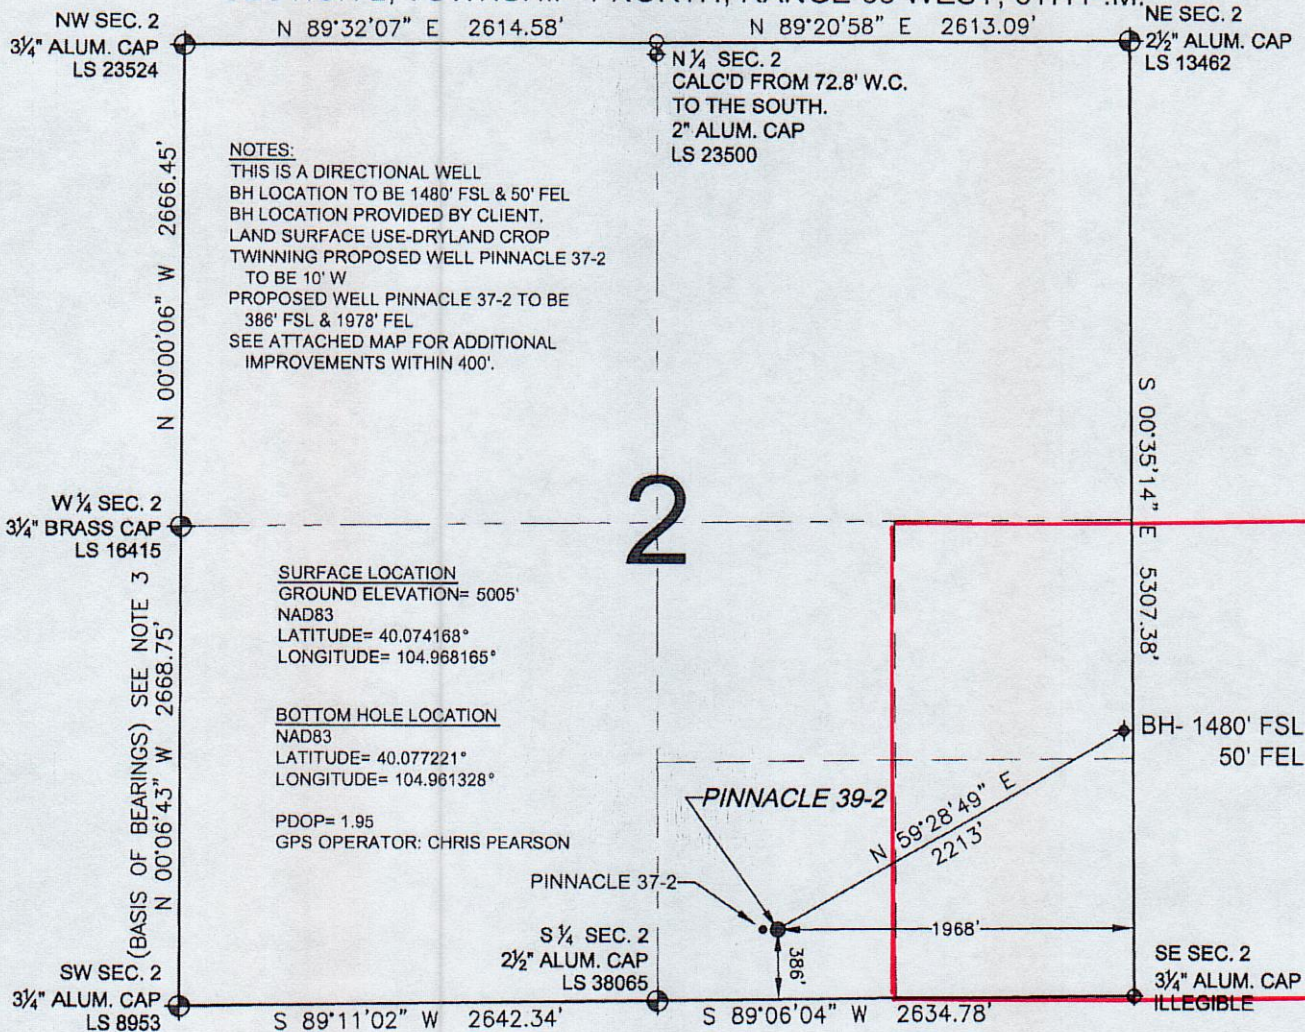 N 89°32'07" E 2614.58'
N 89°20'58" E 2613.09'
NW SEC. 2
3¼" ALUM. CAP
LS 23524
NE SEC. 2
2½" ALUM. CAP
LS 13462
N ¼ SEC. 2
CALC'D FROM 72.8' W.C.
TO THE SOUTH.
2" ALUM. CAP
LS 23500
NOTES:
THIS IS A DIRECTIONAL WELL
BH LOCATION TO BE 1480' FSL & 50' FEL
BH LOCATION PROVIDED BY CLIENT.
LAND SURFACE USE-DRYLAND CROP
TWINNING PROPOSED WELL PINNACLE 37-2
TO BE 10' W
PROPOSED WELL PINNACLE 37-2 TO BE
386' FSL & 1978' FEL
SEE ATTACHED MAP FOR ADDITIONAL
IMPROVEMENTS WITHIN 400'.
N 00°00'06" W 2666.45'
S 00°35'14" E 5307.38'
W ¼ SEC. 2
3¼" BRASS CAP
LS 16415
2
(BASIS OF BEARINGS) SEE NOTE 3
N 00°06'43" W 2668.75'
SURFACE LOCATION
GROUND ELEVATION= 5005'
NAD83
LATITUDE= 40.074168°
LONGITUDE= 104.968165°
BOTTOM HOLE LOCATION
NAD83
LATITUDE= 40.077221°
LONGITUDE= 104.961328°
PDOP= 1.95
GPS OPERATOR: CHRIS PEARSON
BH- 1480' FSL
50' FEL
PINNACLE 39-2
N 59°28'49" E
2213'
PINNACLE 37-2
1968'
386'
S ¼ SEC. 2
2½" ALUM. CAP
LS 38065
SW SEC. 2
3¼" ALUM. CAP
LS 8953
SE SEC. 2
3¼" ALUM. CAP
ILLEGIBLE
S 89°11'02" W 2642.34'
S 89°06'04" W 2634.78'